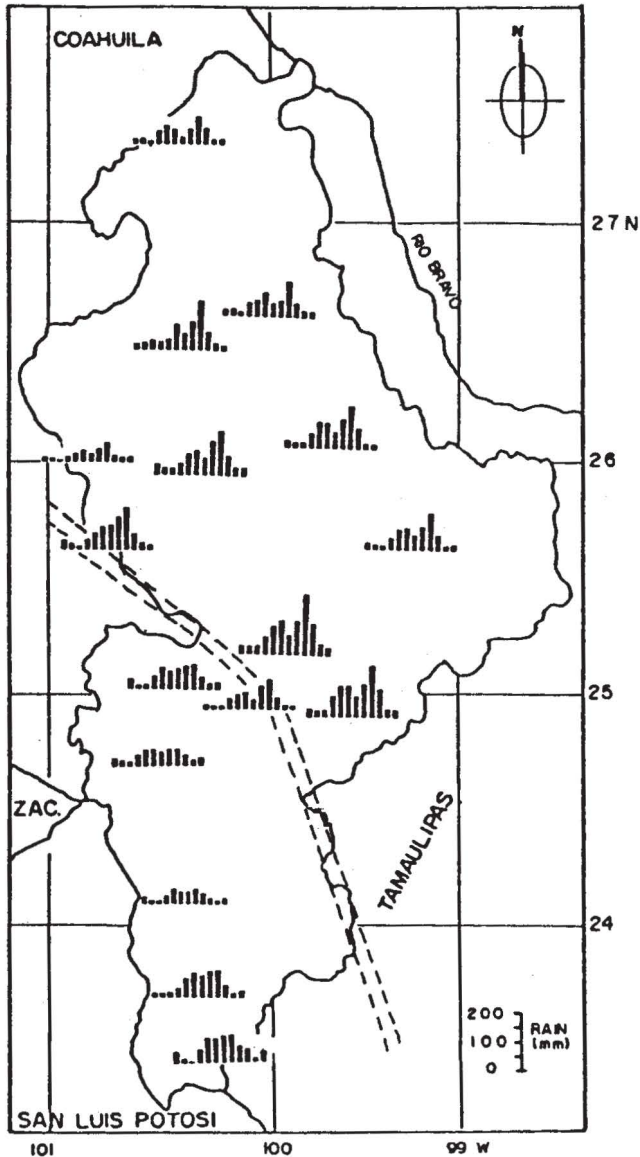 COAHUILA
N
27 N
RIO BRAVO
26
25
ZAC.
TAMAULIPAS
24
200
100
0
RAIN
(mm)
SAN LUIS POTOSI
101
100
99 W